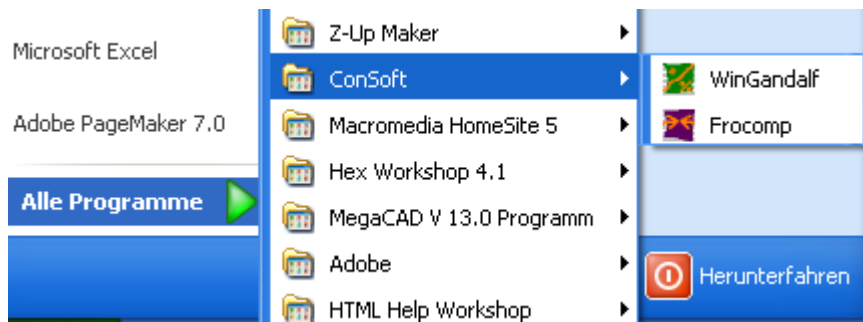 Microsoft Excel
Adobe PageMaker 7.0
Alle Programme
Z-Up Maker
ConSoft
Macromedia HomeSite 5
Hex Workshop 4.1
MegaCAD V 13.0 Programm
Adobe
HTML Help Workshop
WinGandalf
Frocomp
Herunterfahren